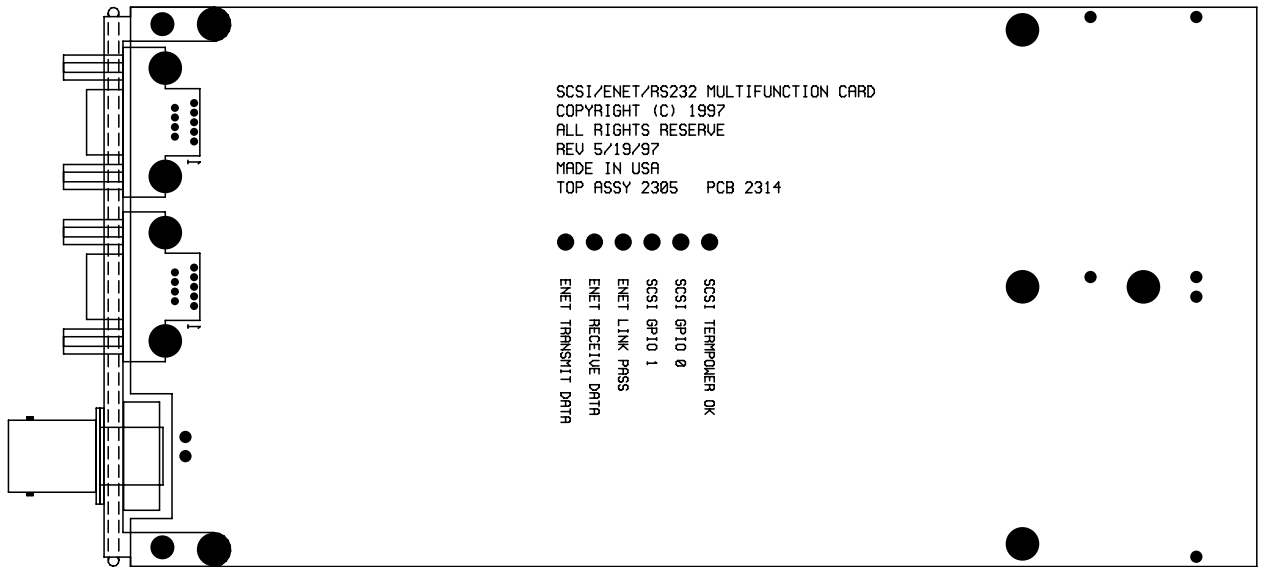 SCSI/ENET/RS232 MULTIFUNCTION CARD
COPYRIGHT (C) 1997
ALL RIGHTS RESERVE
REV 5/19/97
MADE IN USA
TOP ASSY 2305 PCB 2314
ENET TRANSMIT DATA
ENET RECEIVE DATA
ENET LINK PASS
SCSI GPIO 1
SCSI GPIO 0
SCSI TERMPOWER OK
1
1